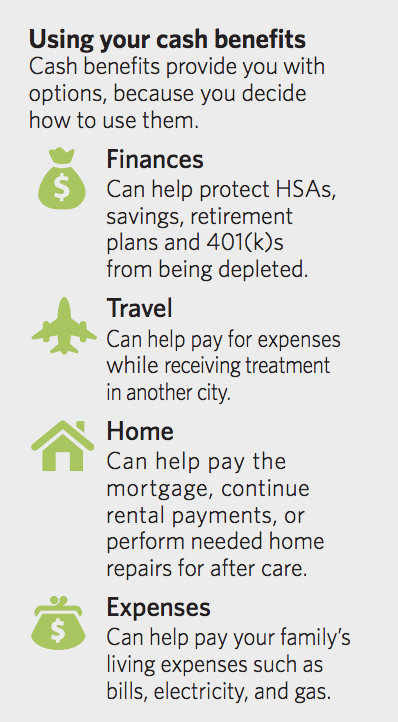 Using your cash benefits
Cash benefits provide you with
options, because you decide
how to use them.
$
Finances
Can help protect HSAs,
savings, retirement
plans and 401(k)s
from being depleted.
Travel
Can help pay for expenses
while receiving treatment
in another city.
Home
Can help pay the
mortgage, continue
rental payments, or
perform needed home
repairs for after care.
$
Expenses
Can help pay your family’s
living expenses such as
bills, electricity, and gas.